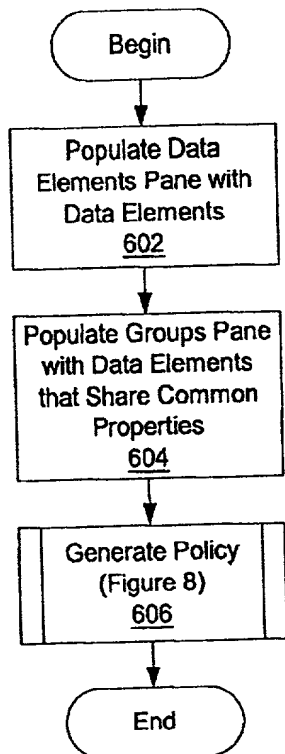 Begin
Populate Data
Elements Pane with
Data Elements
602
Populate Groups Pane
with Data Elements
that Share Common
Properties
604
Generate Policy
(Figure 8)
606
End